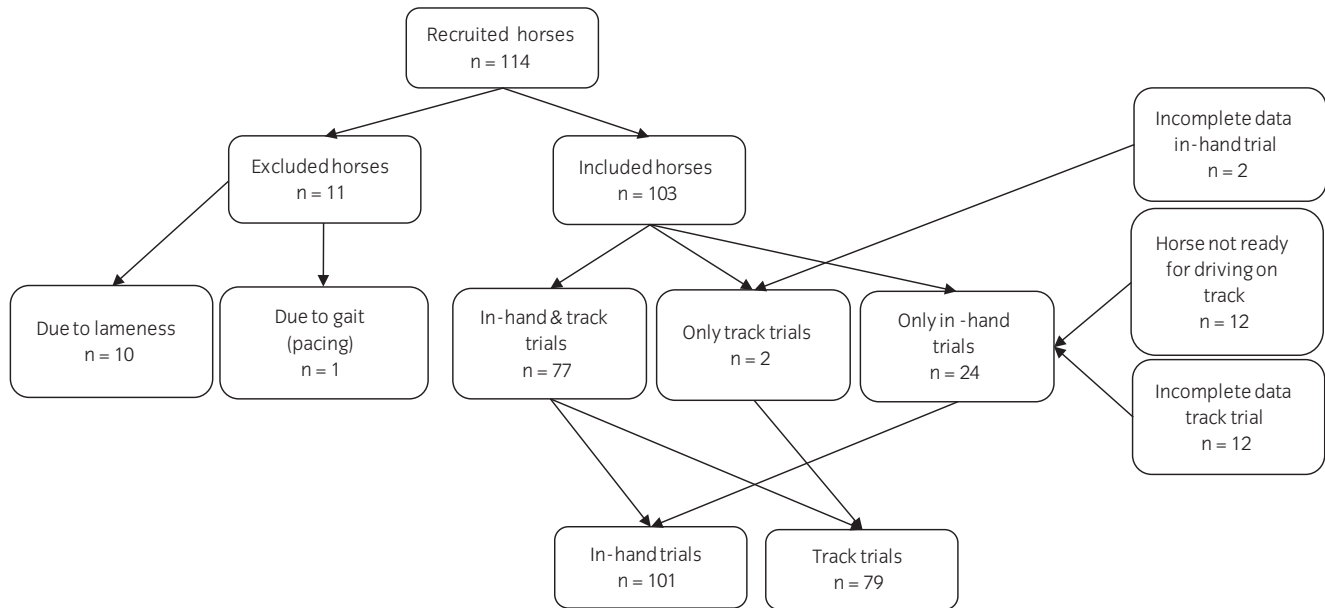 Recruited horses
n = 114
Excluded horses
n = 11
Included horses
n = 103
Incomplete data
in-hand trial
n = 2
Horse not ready
for driving on
track
n = 12
Incomplete data
track trial
n = 12
Due to lameness
n = 10
Due to gait
(pacing)
n = 1
In-hand & track
trials
n = 77
Only track trials
n = 2
Only in -hand
trials
n = 24
In-hand trials
n = 101
Track trials
n = 79